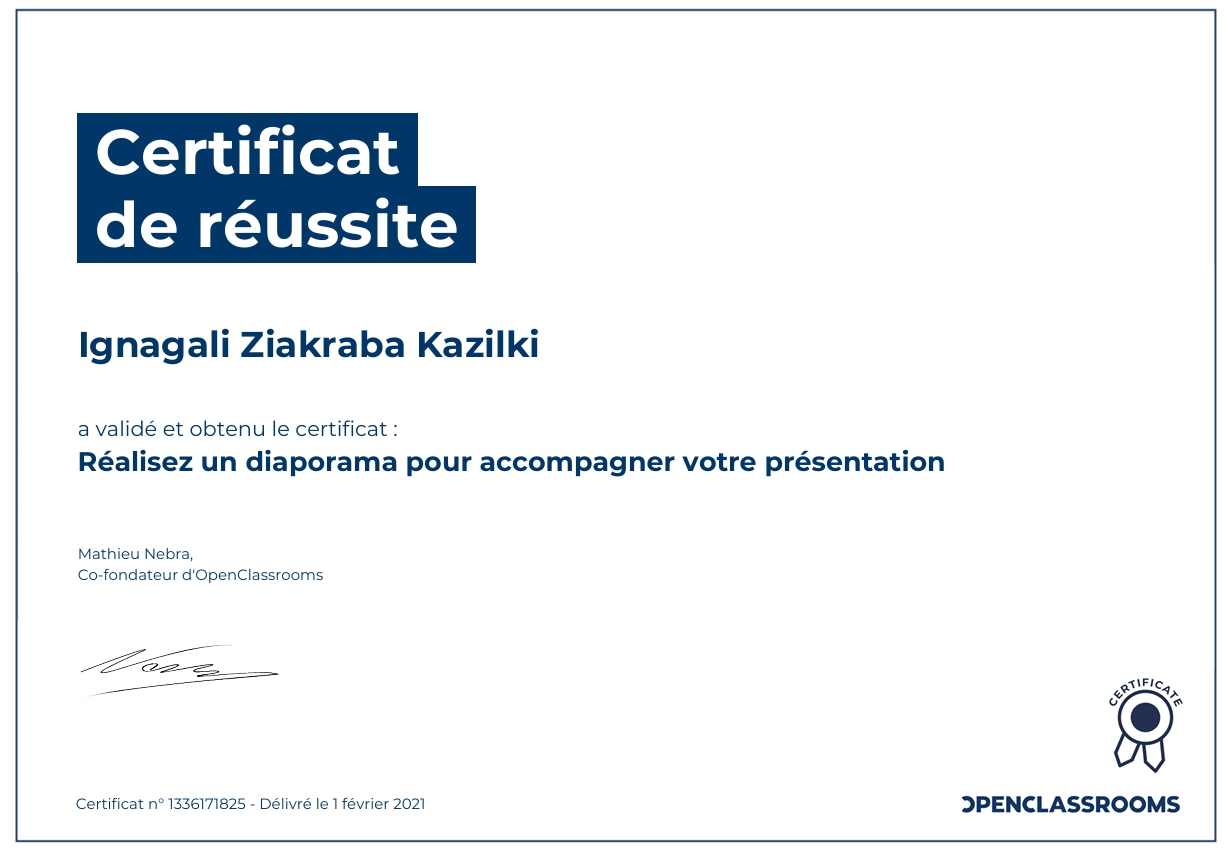 Certificat
de réussite
Ignagali Ziakraba Kazilki
a validé et obtenu le certificat :
Réalisez un diaporama pour accompagner votre présentation
Mathieu Nebra,
Co-fondateur d'OpenClassrooms
CERTIFICATE
Certificat n° 1336171825 - Délivré le 1 février 2021
OPENCLASSROOMS